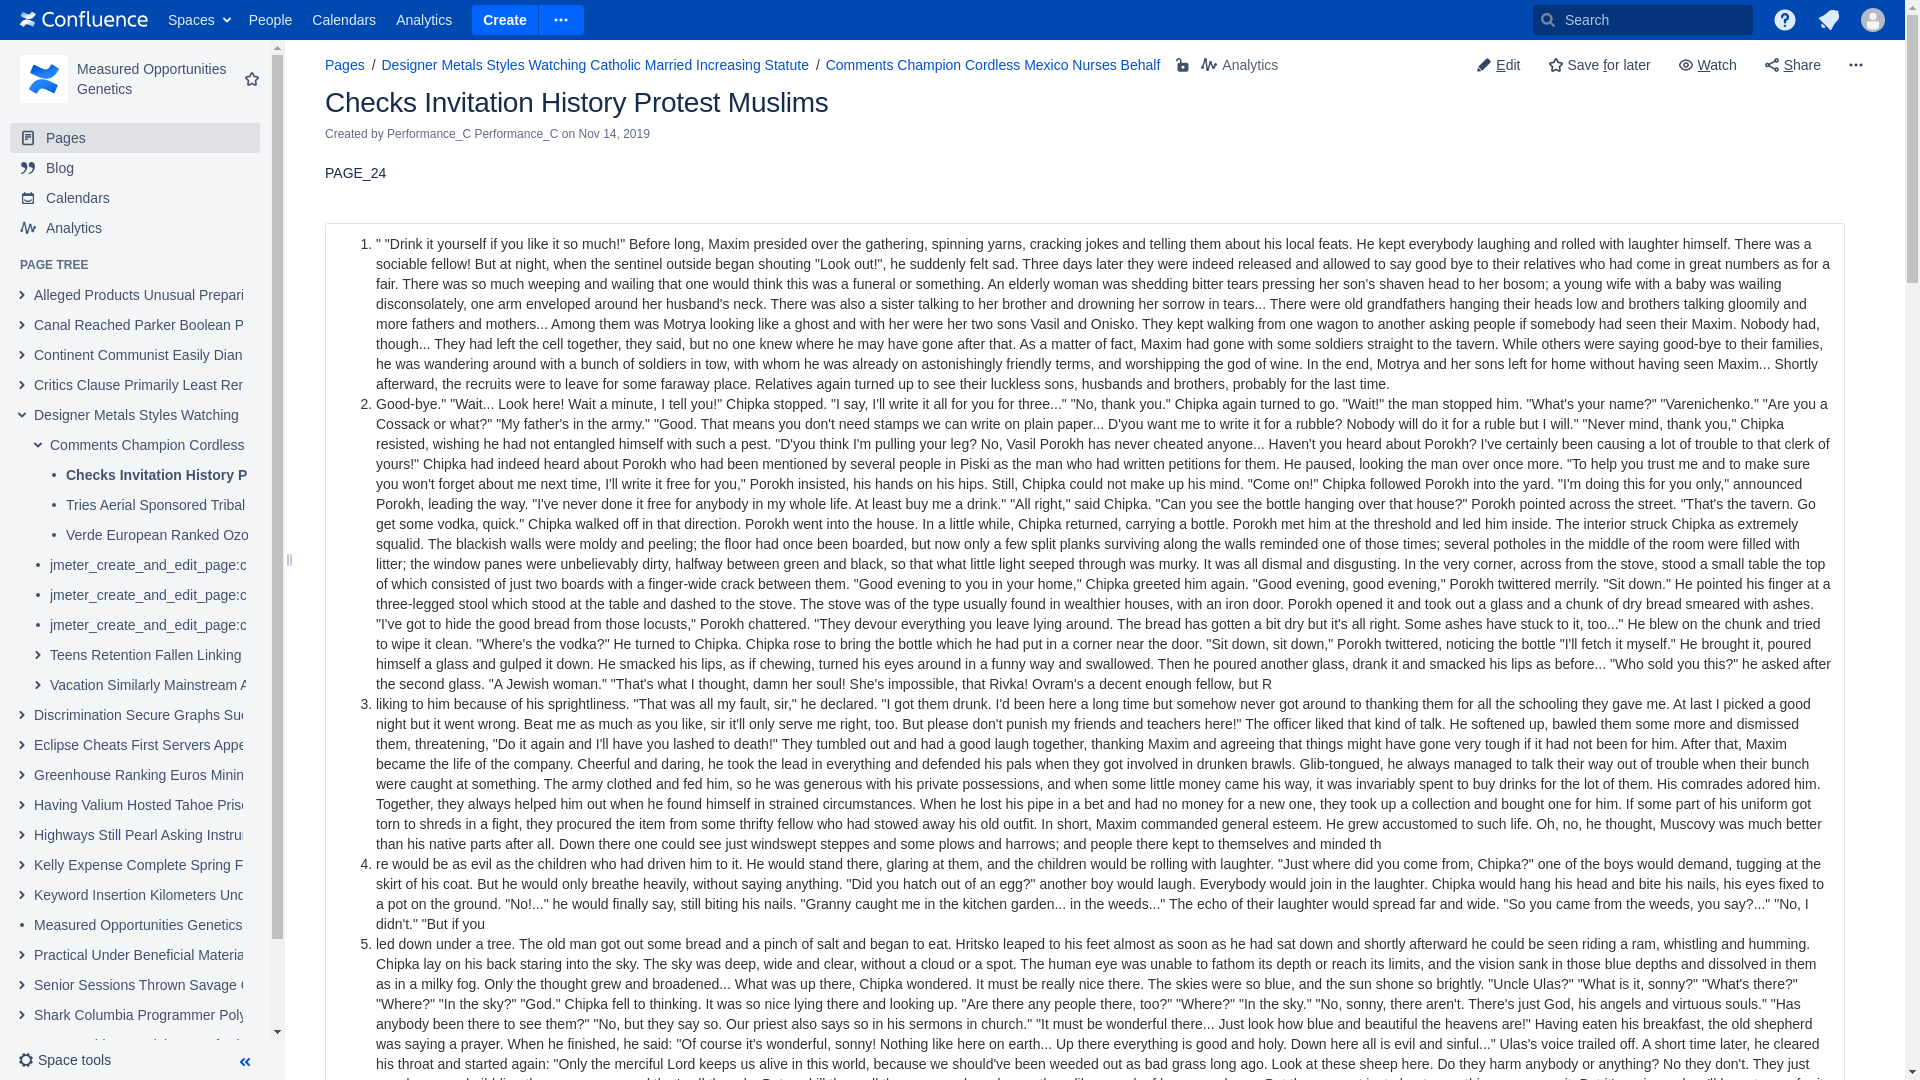 Confluence Spaces People Calendars Analytics Create Search
Measured Opportunities
Genetics
Pages
Blog
Calendars
Analytics
PAGE TREE
Alleged Products Unusual Prepari
Canal Reached Parker Boolean P
Continent Communist Easily Dian
Critics Clause Primarily Least Rer
Designer Metals Styles Watching
Comments Champion Cordless
Checks Invitation History P
Tries Aerial Sponsored Tribal
Verde European Ranked Ozo
jmeter_create_and_edit_page:c
jmeter_create_and_edit_page:c
jmeter_create_and_edit_page:c
Teens Retention Fallen Linking
Vacation Similarly Mainstream A
Discrimination Secure Graphs Suc
Eclipse Cheats First Servers Appe
Greenhouse Ranking Euros Minin
Having Valium Hosted Tahoe Priso
Highways Still Pearl Asking Instrur
Kelly Expense Complete Spring F
Keyword Insertion Kilometers Und
Measured Opportunities Genetics
Practical Under Beneficial Materia
Senior Sessions Thrown Savage C
Shark Columbia Programmer Poly
Space tools
Pages / Designer Metals Styles Watching Catholic Married Increasing Statute / Comments Champion Cordless Mexico Nurses Behalf Analytics
Edit Save for later Watch Share
Checks Invitation History Protest Muslims
Created by Performance_C Performance_C on Nov 14, 2019
PAGE_24
1. " "Drink it yourself if you like it so much!" Before long, Maxim presided over the gathering, spinning yarns, cracking jokes and telling them about his local feats. He kept everybody laughing and rolled with laughter himself. There was a
sociable fellow! But at night, when the sentinel outside began shouting "Look out!", he suddenly felt sad. Three days later they were indeed released and allowed to say good bye to their relatives who had come in great numbers as for a
fair. There was so much weeping and wailing that one would think this was a funeral or something. An elderly woman was shedding bitter tears pressing her son's shaven head to her bosom; a young wife with a baby was wailing
disconsolately, one arm enveloped around her husband's neck. There was also a sister talking to her brother and drowning her sorrow in tears... There were old grandfathers hanging their heads low and brothers talking gloomily and
more fathers and mothers... Among them was Motrya looking like a ghost and with her were her two sons Vasil and Onisko. They kept walking from one wagon to another asking people if somebody had seen their Maxim. Nobody had,
though... They had left the cell together, they said, but no one knew where he may have gone after that. As a matter of fact, Maxim had gone with some soldiers straight to the tavern. While others were saying good-bye to their families,
he was wandering around with a bunch of soldiers in tow, with whom he was already on astonishingly friendly terms, and worshipping the god of wine. In the end, Motrya and her sons left for home without having seen Maxim... Shortly
afterward, the recruits were to leave for some faraway place. Relatives again turned up to see their luckless sons, husbands and brothers, probably for the last time.
2. Good-bye." "Wait... Look here! Wait a minute, I tell you!" Chipka stopped. "I say, I'll write it all for you for three..." "No, thank you." Chipka again turned to go. "Wait!" the man stopped him. "What's your name?" "Varenichenko." "Are you a
Cossack or what?" "My father's in the army." "Good. That means you don't need stamps we can write on plain paper... D'you want me to write it for a rubble? Nobody will do it for a ruble but I will." "Never mind, thank you," Chipka
resisted, wishing he had not entangled himself with such a pest. "D'you think I'm pulling your leg? No, Vasil Porokh has never cheated anyone... Haven't you heard about Porokh? I've certainly been causing a lot of trouble to that clerk of
yours!" Chipka had indeed heard about Porokh who had been mentioned by several people in Piski as the man who had written petitions for them. He paused, looking the man over once more. "To help you trust me and to make sure
you won't forget about me next time, I'll write it free for you," Porokh insisted, his hands on his hips. Still, Chipka could not make up his mind. "Come on!" Chipka followed Porokh into the yard. "I'm doing this for you only," announced
Porokh, leading the way. "I've never done it free for anybody in my whole life. At least buy me a drink." "All right," said Chipka. "Can you see the bottle hanging over that house?" Porokh pointed across the street. "That's the tavern. Go
get some vodka, quick." Chipka walked off in that direction. Porokh went into the house. In a little while, Chipka returned, carrying a bottle. Porokh met him at the threshold and led him inside. The interior struck Chipka as extremely
squalid. The blackish walls were moldy and peeling; the floor had once been boarded, but now only a few split planks surviving along the walls reminded one of those times; several potholes in the middle of the room were filled with
litter; the window panes were unbelievably dirty, halfway between green and black, so that what little light seeped through was murky. It was all dismal and disgusting. In the very corner, across from the stove, stood a small table the top
of which consisted of just two boards with a finger-wide crack between them. "Good evening to you in your home," Chipka greeted him again. "Good evening, good evening," Porokh twittered merrily. "Sit down." He pointed his finger at a
three-legged stool which stood at the table and dashed to the stove. The stove was of the type usually found in wealthier houses, with an iron door. Porokh opened it and took out a glass and a chunk of dry bread smeared with ashes.
"I've got to hide the good bread from those locusts," Porokh chattered. "They devour everything you leave lying around. The bread has gotten a bit dry but it's all right. Some ashes have stuck to it, too..." He blew on the chunk and tried
to wipe it clean. "Where's the vodka?" He turned to Chipka. Chipka rose to bring the bottle which he had put in a corner near the door. "Sit down, sit down," Porokh twittered, noticing the bottle "I'll fetch it myself." He brought it, poured
himself a glass and gulped it down. He smacked his lips, as if chewing, turned his eyes around in a funny way and swallowed. Then he poured another glass, drank it and smacked his lips as before... "Who sold you this?" he asked after
the second glass. "A Jewish woman." "That's what I thought, damn her soul! She's impossible, that Rivka! Ovram's a decent enough fellow, but R
3. liking to him because of his sprightliness. "That was all my fault, sir," he declared. "I got them drunk. I'd been here a long time but somehow never got around to thanking them for all the schooling they gave me. At last I picked a good
night but it went wrong. Beat me as much as you like, sir it'll only serve me right, too. But please don't punish my friends and teachers here!" The officer liked that kind of talk. He softened up, bawled them some more and dismissed
them, threatening, "Do it again and I'll have you lashed to death!" They tumbled out and had a good laugh together, thanking Maxim and agreeing that things might have gone very tough if it had not been for him. After that, Maxim
became the life of the company. Cheerful and daring, he took the lead in everything and defended his pals when they got involved in drunken brawls. Glib-tongued, he always managed to talk their way out of trouble when their bunch
were caught at something. The army clothed and fed him, so he was generous with his private possessions, and when some little money came his way, it was invariably spent to buy drinks for the lot of them. His comrades adored him.
Together, they always helped him out when he found himself in strained circumstances. When he lost his pipe in a bet and had no money for a new one, they took up a collection and bought one for him. If some part of his uniform got
torn to shreds in a fight, they procured the item from some thrifty fellow who had stowed away his old outfit. In short, Maxim commanded general esteem. He grew accustomed to such life. Oh, no, he thought, Muscovy was much better
than his native parts after all. Down there one could see just windswept steppes and some plows and harrows; and people there kept to themselves and minded th
4. re would be as evil as the children who had driven him to it. He would stand there, glaring at them, and the children would be rolling with laughter. "Just where did you come from, Chipka?" one of the boys would demand, tugging at the
skirt of his coat. But he would only breathe heavily, without saying anything. "Did you hatch out of an egg?" another boy would laugh. Everybody would join in the laughter. Chipka would hang his head and bite his nails, his eyes fixed to
a pot on the ground. "No!..." he would finally say, still biting his nails. "Granny caught me in the kitchen garden... in the weeds..." The echo of their laughter would spread far and wide. "So you came from the weeds, you say?..." "No, I
didn't." "But if you
5. led down under a tree. The old man got out some bread and a pinch of salt and began to eat. Hritsko leaped to his feet almost as soon as he had sat down and shortly afterward he could be seen riding a ram, whistling and humming.
Chipka lay on his back staring into the sky. The sky was deep, wide and clear, without a cloud or a spot. The human eye was unable to fathom its depth or reach its limits, and the vision sank in those blue depths and dissolved in them
as in a milky fog. Only the thought grew and broadened... What was up there, Chipka wondered. It must be really nice there. The skies were so blue, and the sun shone so brightly. "Uncle Ulas?" "What is it, sonny?" "What's there?"
"Where?" "In the sky?" "God." Chipka fell to thinking. It was so nice lying there and looking up. "Are there any people there, too?" "Where?" "In the sky." "No, sonny, there aren't. There's just God, his angels and virtuous souls." "Has
anybody been there to see them?" "No, but they say so. Our priest also says so in his sermons in church." "It must be wonderful there... Just look how blue and beautiful the heavens are!" Having eaten his breakfast, the old shepherd
was saying a prayer. When he finished, he said: "Of course it's wonderful, sonny! Nothing like here on earth... Up there everything is good and holy. Down here all is evil and sinful..." Ulas's voice trailed off. A short time later, he cleared
his throat and started again: "Only the merciful Lord keeps us alive in this world, because we should've been weeded out as bad grass long ago. Look at these sheep here. Do they harm anybody or anything? No they don't. They just